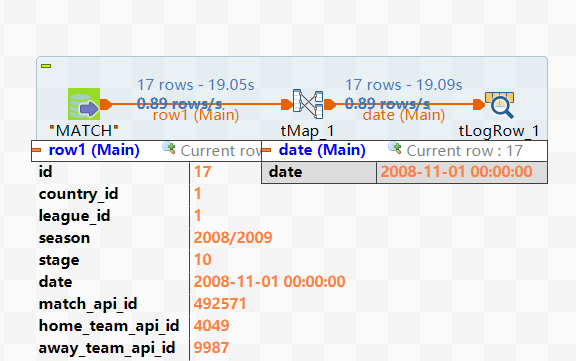 17 rows - 19.05s
17 rows - 19.09s
0.89 rows/s
0.89 rows/s
row1 (Main)
date (Main)
"MATCH"
tMap_1
tLogRow_1
row1 (Main) Current row
date (Main) Current row : 17
id 17
date 2008-11-01 00:00:00
country_id 1
league_id 1
season 2008/2009
stage 10
date 2008-11-01 00:00:00
match_api_id 492571
home_team_api_id 4049
away_team_api_id 9987